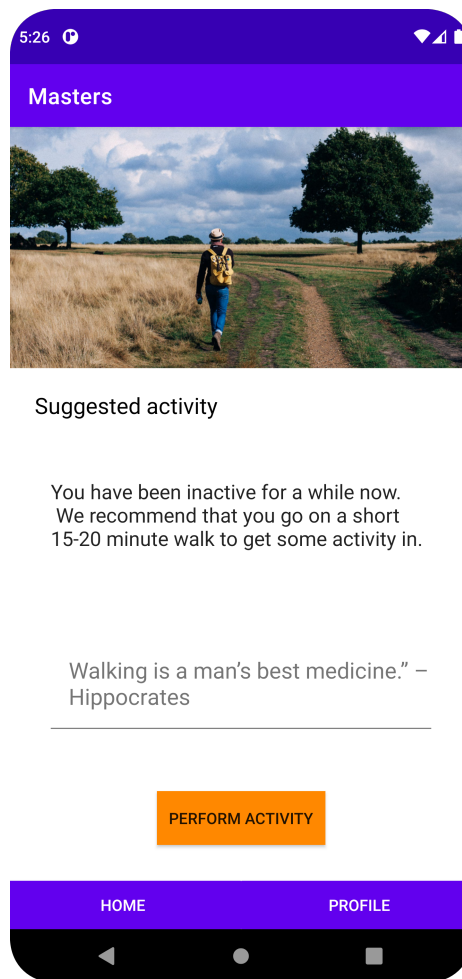 5:26
Masters
Suggested activity
You have been inactive for a while now.
We recommend that you go on a short
15-20 minute walk to get some activity in.
Walking is a man’s best medicine.” –
Hippocrates
PERFORM ACTIVITY
HOME PROFILE